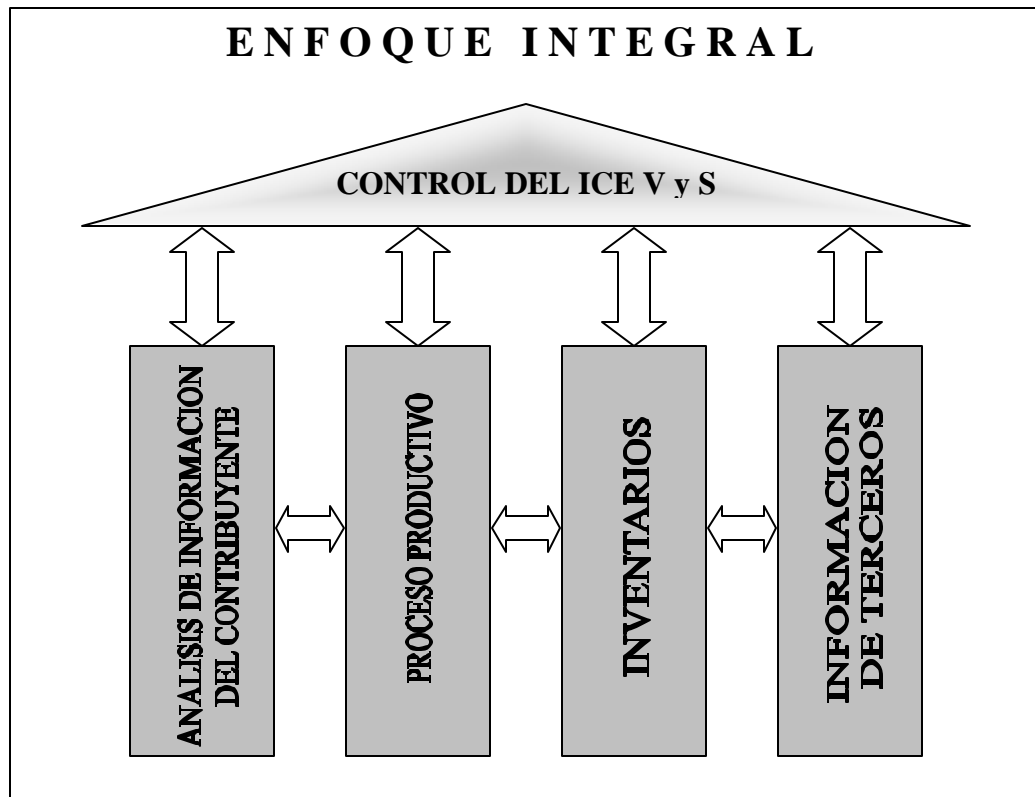 ENFOQUE INTEGRAL
CONTROL DEL ICE V y S
ANALISIS DE INFORMACION
DEL CONTRIBUYENTE
PROCESO PRODUCTIVO
INVENTARIOS
INFORMACION
DE TERCEROS